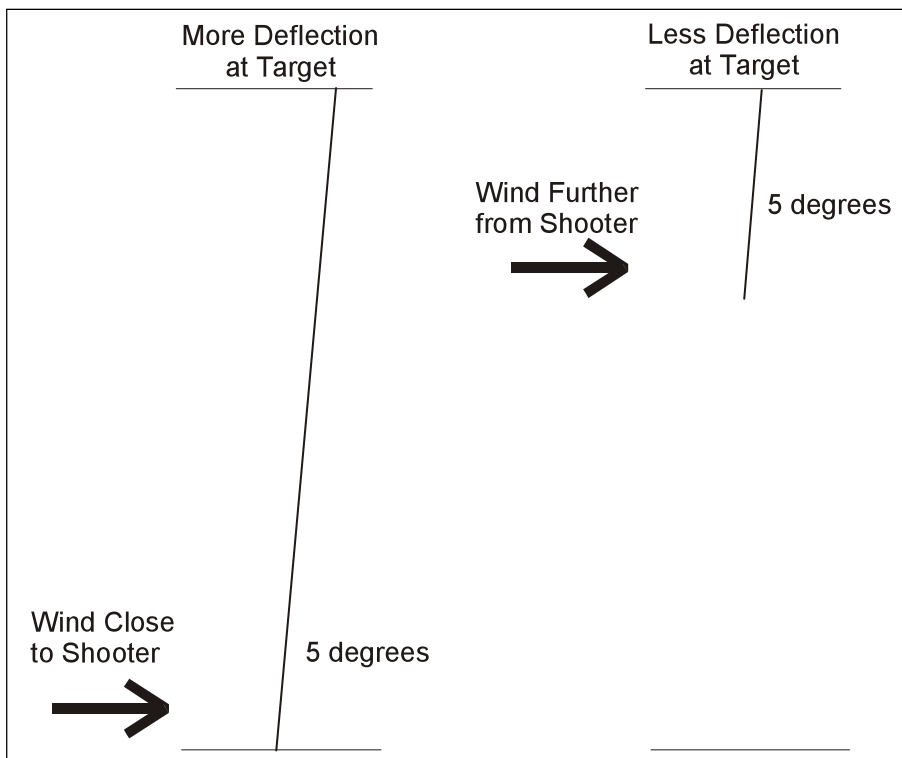 More Deflection
at Target
Less Deflection
at Target
Wind Further
from Shooter
5 degrees
Wind Close
to Shooter
5 degrees